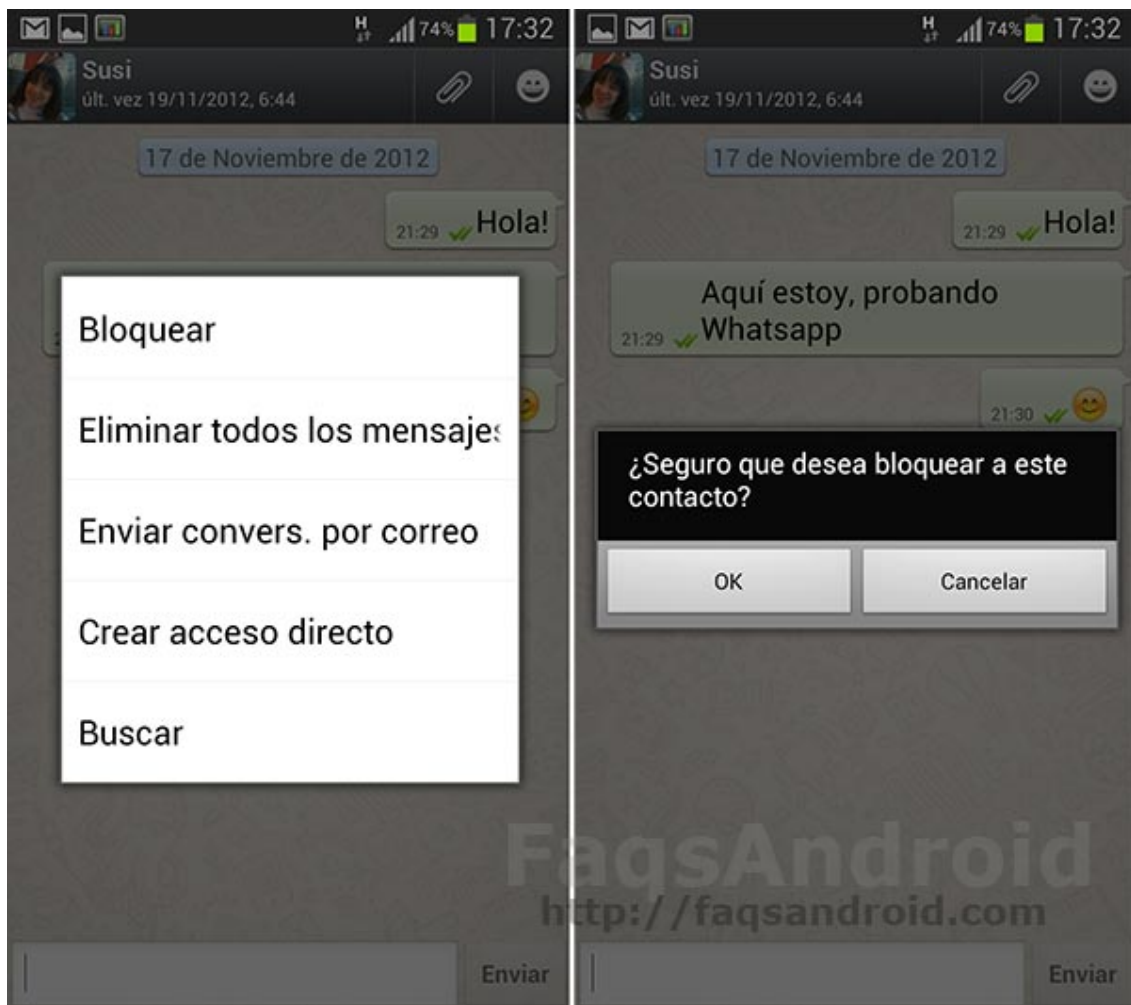 H
74%
17:32
Susi
últ. vez 19/11/2012, 6:44
17 de Noviembre de 2012
21:29 Hola!
Bloquear
Eliminar todos los mensajes
Enviar convers. por correo
Crear acceso directo
Buscar
Enviar
H
74%
17:32
Susi
últ. vez 19/11/2012, 6:44
17 de Noviembre de 2012
21:29 Hola!
Aquí estoy, probando
21:29 Whatsapp
21:30
¿Seguro que desea bloquear a este
contacto?
OK
Cancelar
Enviar
FaqsAndroid
http://faqsandroid.com